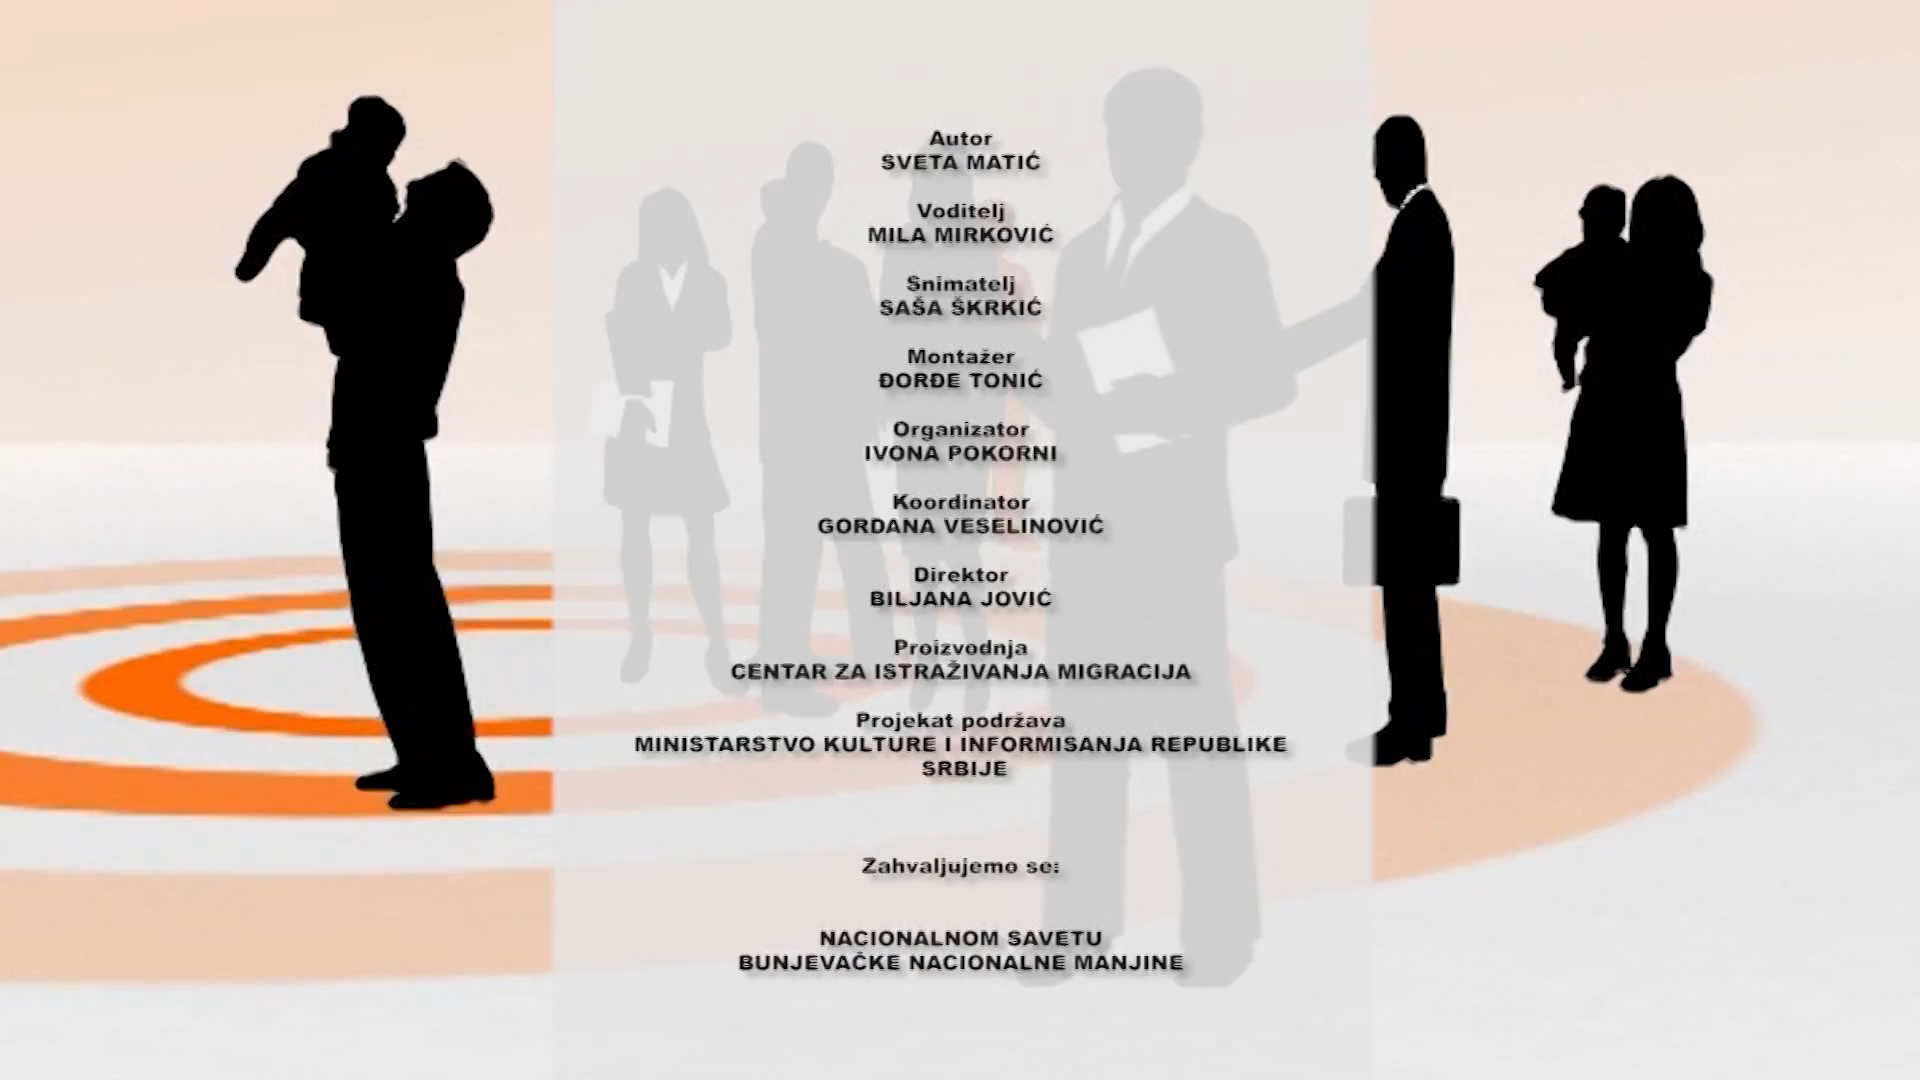 Autor
SVETA MATIĆ
Voditelj
MILA MIRKOVIĆ
Snimatelj
SAŠA ŠKRKIĆ
Montažer
ĐORĐE TONIĆ
Organizator
IVONA POKORNI
Koordinator
GORDANA VESELINOVIĆ
Direktor
BILJANA JOVIĆ
Proizvodnja
CENTAR ZA ISTRAŽIVANJA MIGRACIJA
Projekat podržava
MINISTARSTVO KULTURE I INFORMISANJA REPUBLIKE
SRBIJE
Zahvaljujemo se:
NACIONALNOM SAVETU
BUNJEVAČKE NACIONALNE MANJINE